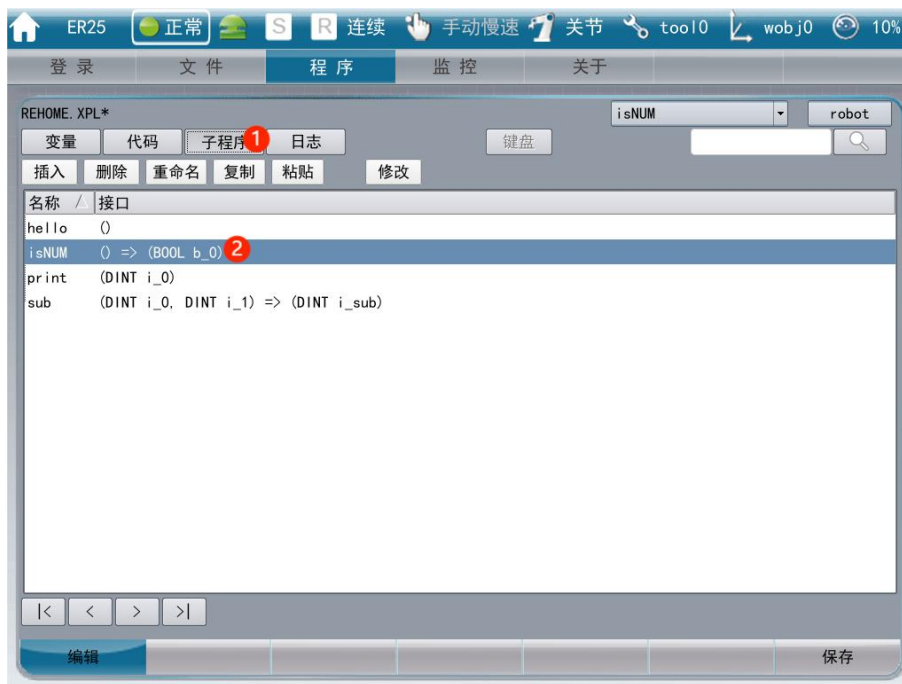 ER25 正常 S R 连续 手动慢速 关节 tool0 wobj0 10%
登录 文件 程序 监控 关于
REHOME.XPL* isNUM robot
变量 代码 子程序 1 日志 键盘
插入 删除 重命名 复制 粘贴 修改
名称 接口
hello ()
isNUM () => (BOOL b_0) 2
print (DINT i_0)
sub (DINT i_0, DINT i_1) => (DINT i_sub)
|< < > >|
编辑 保存